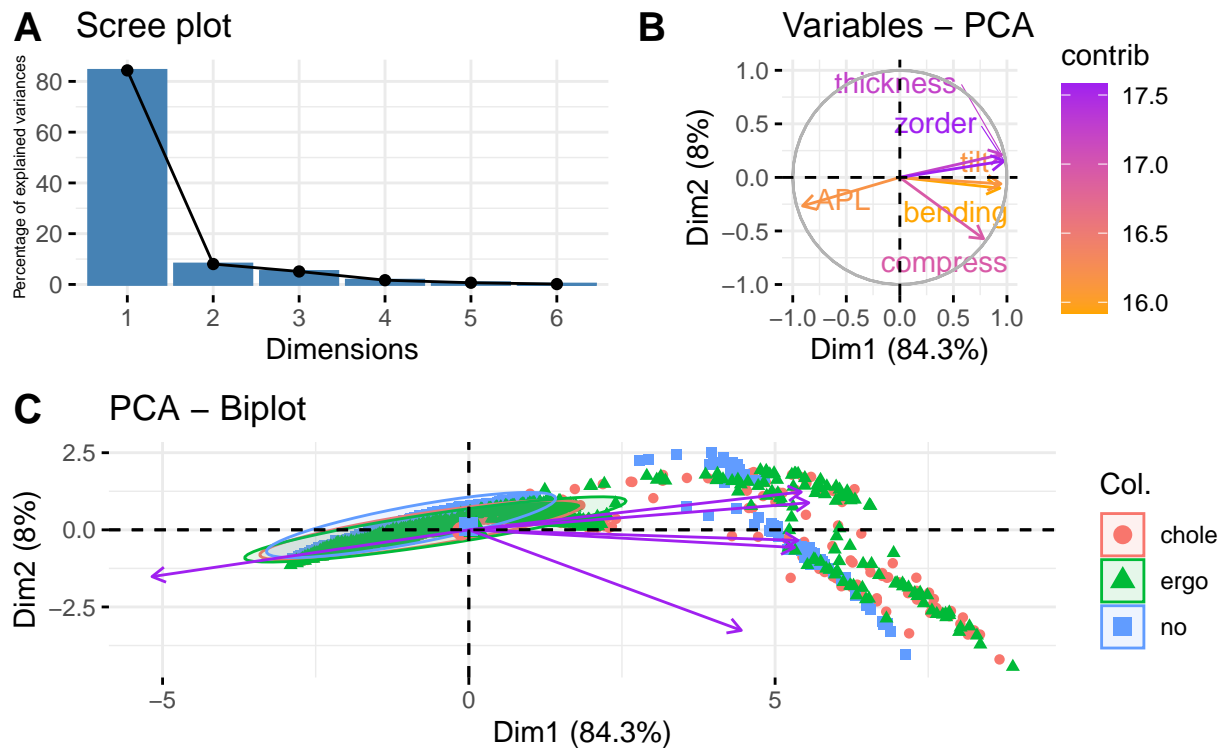 A Scree plot
Percentage of explained variances
80
60
40
20
0
1 2 3 4 5 6
Dimensions
B Variables – PCA
Dim2 (8%)
1.0
0.5
0.0
−0.5
−1.0
thickness
zorder
tilt
APL
bending
compress
−1.0 −0.5 0.0 0.5 1.0
Dim1 (84.3%)
contrib
17.5
17.0
16.5
16.0
C PCA – Biplot
Dim2 (8%)
2.5
0.0
−2.5
−5 0 5
Dim1 (84.3%)
Col.
chole
ergo
no